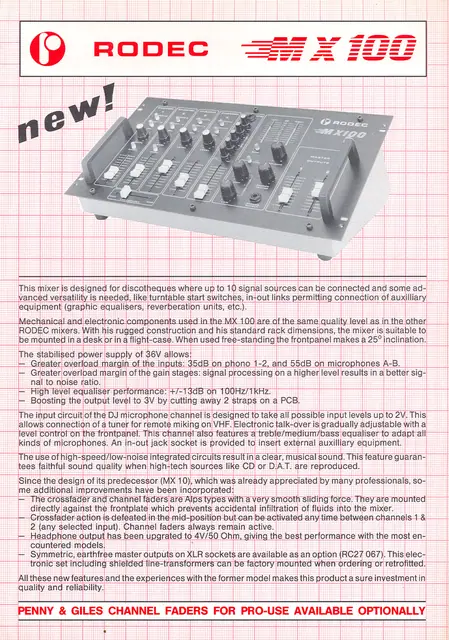 RODEC MX100
new!
RODEC
MX100
This mixer is designed for discotheques where up to 10 signal sources can be connected and some ad-
vanced versatility is needed, like turntable start switches, in-out links permitting connection of auxilliary
equipment (graphic equalisers, reverberation units, etc.).
Mechanical and electronic components used in the MX 100 are of the same quality level as in the other
RODEC mixers. With his rugged construction and his standard rack dimensions, the mixer is suitable to
be mounted in a desk or in a flight-case. When used free-standing the frontpanel makes a 25° inclination.
The stabilised power supply of 36V allows:
— Greater overload margin of the inputs: 35dB on phono 1-2, and 55dB on microphones A-B.
— Greater overload margin of the gain stages: signal processing on a higher level results in a better sig-
nal to noise ratio.
— High level equaliser performance: +/-13dB on 100Hz/1kHz.
— Boosting the output level to 3V by cutting away 2 straps on a PCB.
The input circuit of the DJ microphone channel is designed to take all possible input levels up to 2V. This
allows connection of a tuner for remote miking on VHF. Electronic talk-over is gradually adjustable with a
level control on the frontpanel. This channel also features a treble/medium/bass equaliser to adapt all
kinds of microphones. An in-out jack socket is provided to insert external auxiliary equipment.
The use of high-speed/low-noise integrated circuits result in a clear, musical sound. This feature guaran-
tees faithful sound quality when high-tech sources like CD or D.A.T. are reproduced.
Since the design of its predecessor (MX 10), which was already appreciated by many professionals, so-
me additional improvements have been incorporated;
— The crossfader and channel faders are Alps types with a very smooth sliding force. They are mounted
directly against the frontplate which prevents accidental infiltration of fluids into the mixer.
— Crossfader action is defeated in the mid-position but can be activated any time between channels 1 &
2 (any selected input). Channel faders always remain active.
— Headphone output has been upgraded to 4V/50 Ohm, giving the best performance with the most en-
countered models.
— Symmetric, earthfree master outputs on XLR sockets are available as an option (RC27 067). This elec-
tronic set including shielded line-transformers can be factory mounted when ordering or retrofitted.
All these new features and the experiences with the former model makes this product a sure investment in
quality and reliability.
PENNY & GILES CHANNEL FADERS FOR PRO-USE AVAILABLE OPTIONALLY